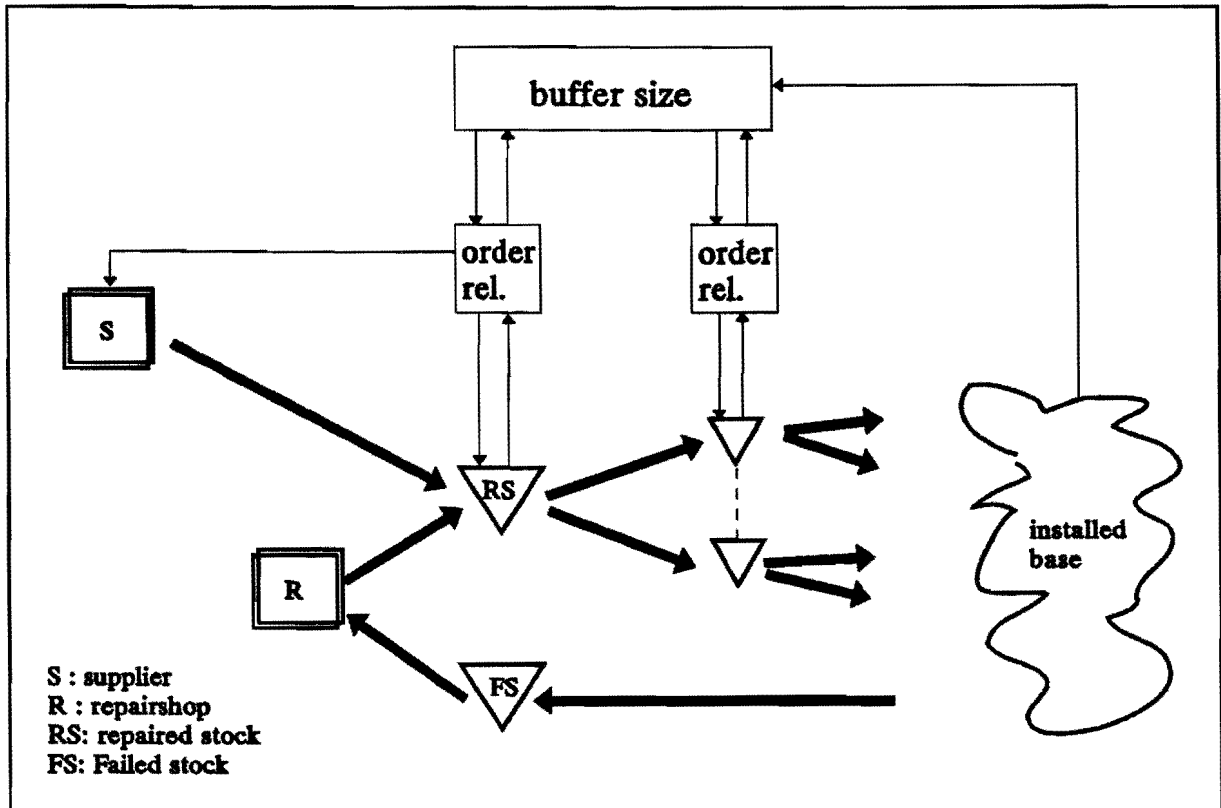 buffer size
order
rel.
order
rel.
S
RS
R
installed
base
FS
S : supplier
R : repairshop
RS: repaired stock
FS: Failed stock